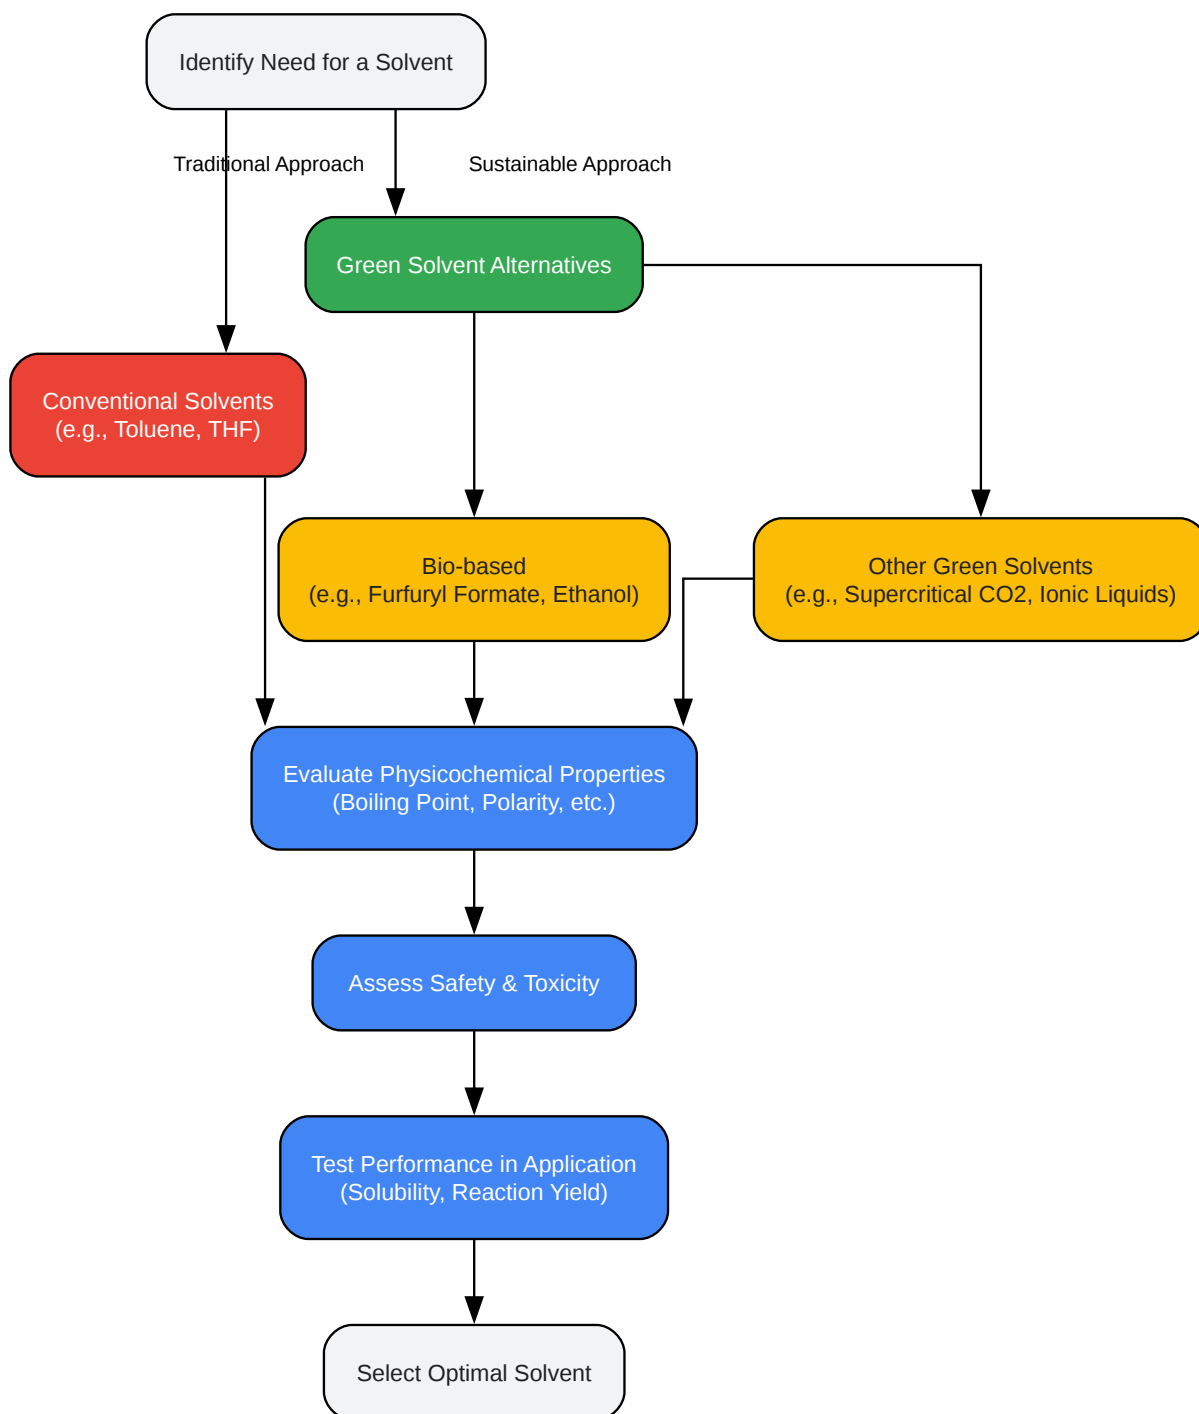 Identify Need for a Solvent
Traditional Approach
Sustainable Approach
Green Solvent Alternatives
Conventional Solvents
(e.g., Toluene, THF)
Bio-based
(e.g., Furfuryl Formate, Ethanol)
Other Green Solvents
(e.g., Supercritical CO2, Ionic Liquids)
Evaluate Physicochemical Properties
(Boiling Point, Polarity, etc.)
Assess Safety & Toxicity
Test Performance in Application
(Solubility, Reaction Yield)
Select Optimal Solvent